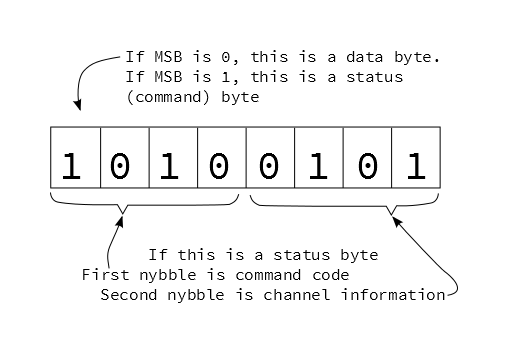 If MSB is 0, this is a data byte.
If MSB is 1, this is a status
(command) byte
1 0 1 0 0 1 0 1
If this is a status byte
First nybble is command code
Second nybble is channel information